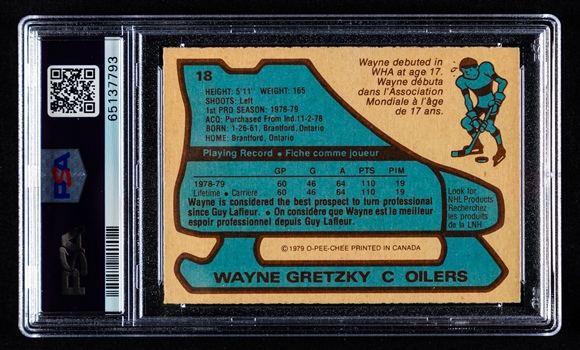 65137793
PSA
PSA
18
HEIGHT: 5'11" WEIGHT: 165
SHOOTS: Left
1st PRO SEASON: 1978-79
ACQ: Purchased From Ind. 11-2-78
BORN: 1-26-61, Brantford, Ontario
HOME: Brantford, Ontario
Wayne debuted in
WHA at age 17.
Wayne débuta
dans l'Association
Mondiale à l'âge
de 17 ans.
Playing Record • Fiche comme joueur
GP G A PTS PIM
1978-79 60 46 64 110 19
Lifetime • Carrière 60 46 64 110 19
Wayne is considered the best prospect to turn professional
since Guy Lafleur. • On considére que Wayne est le meilleur
espoir professionnel depuis Guy Lafleur.
Look for
NHL Products
Recherchez
les produits
de la LNH
© 1979 O-PEE-CHEE PRINTED IN CANADA
WAYNE GRETZKY C OILERS